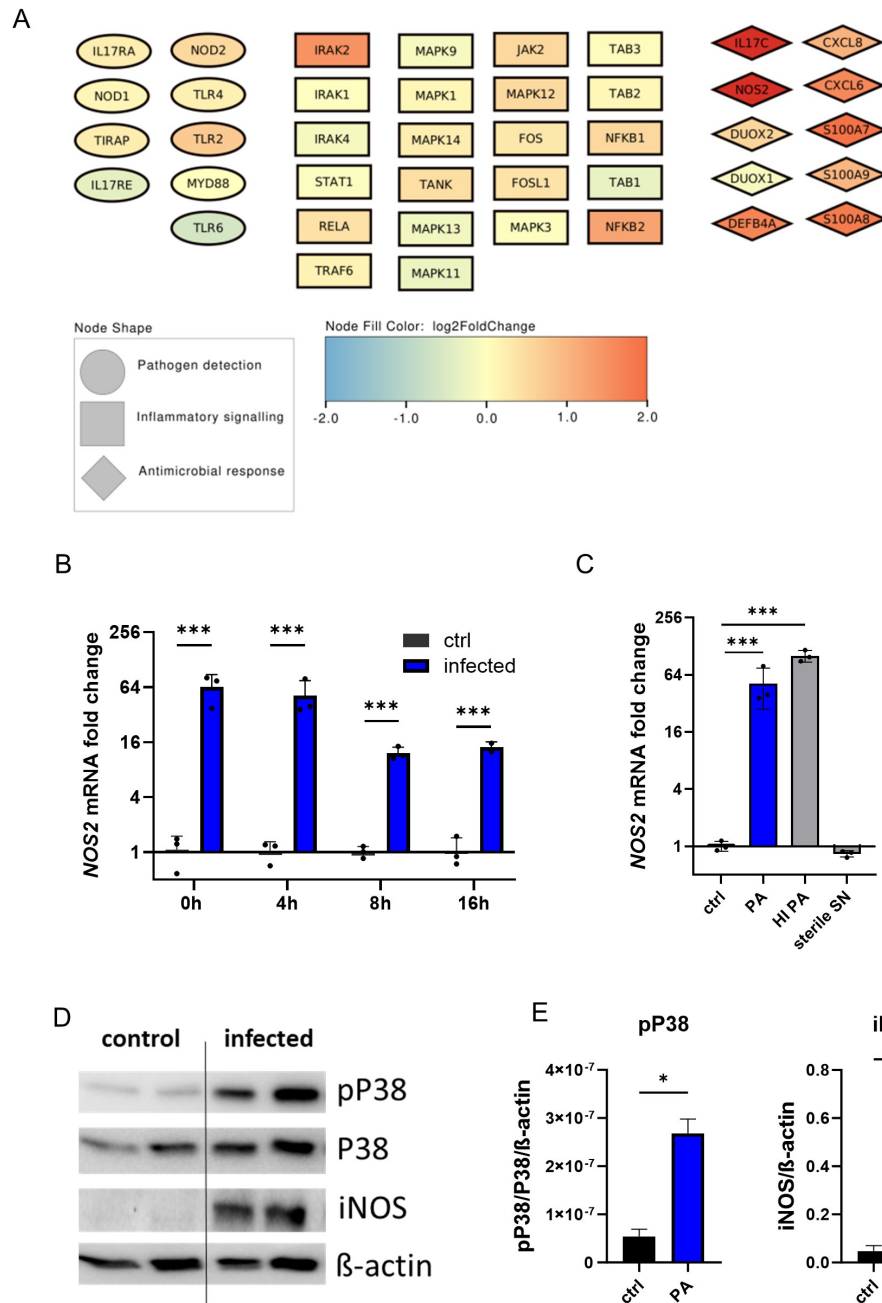 A
IL17RA NOD2 IRAK2 MAPK9 JAK2 TAB3 IL17C CXCL8
NOD1 TLR4 IRAK1 MAPK1 MAPK12 TAB2 NOS2 CXCL6
TIRAP TLR2 IRAK4 MAPK14 FOS NFKB1 DUOX2 S100A7
IL17RE MYD88 STAT1 TANK FOSL1 TAB1 DUOX1 S100A9
TLR6 RELA MAPK13 MAPK3 NFKB2 DEFB4A S100A8
TRAF6 MAPK11
Node Shape
Pathogen detection
Inflammatory signalling
Antimicrobial response
Node Fill Color: log2FoldChange
-2.0 -1.0 0.0 1.0 2.0
B
NOS2 mRNA fold change
256
64
16
4
1
*** *** *** ***
ctrl
infected
0h 4h 8h 16h
C
NOS2 mRNA fold change
256
64
16
4
1
***
***
ctrl PA HI PA sterile SN
D
control infected
pP38
P38
iNOS
ß-actin
E
pP38
pP38/P38/ß-actin
4×10⁻⁷
3×10⁻⁷
2×10⁻⁷
1×10⁻⁷
0
*
ctrl PA
iNOS/ß-actin
0.8
0.6
0.4
0.2
0.0
ctrl